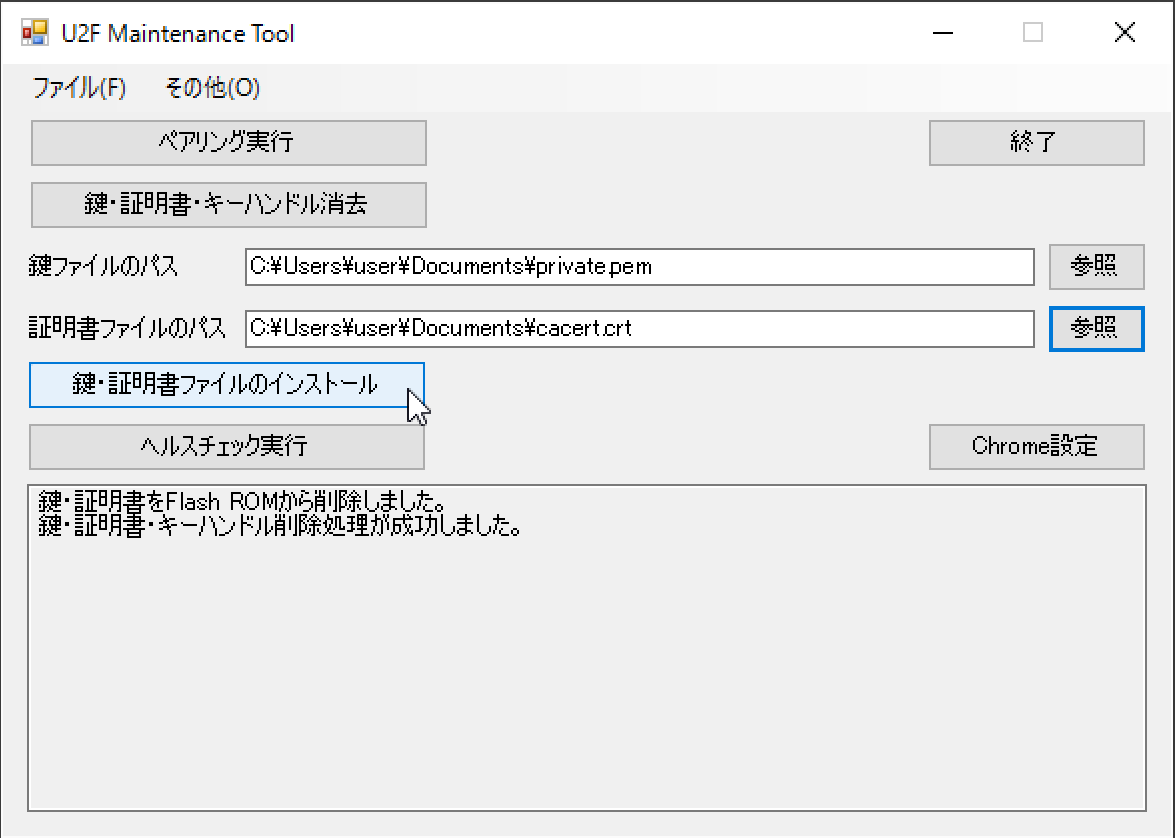 U2F Maintenance Tool
ファイル(F) その他(O)
ペアリング実行 終了
鍵・証明書・キーハンドル消去
鍵ファイルのパス C:¥Users¥user¥Documents¥private.pem 参照
証明書ファイルのパス C:¥Users¥user¥Documents¥cacert.crt 参照
鍵・証明書ファイルのインストール
ヘルスチェック実行 Chrome設定
鍵・証明書をFlash ROMから削除しました。
鍵・証明書・キーハンドル削除処理が成功しました。